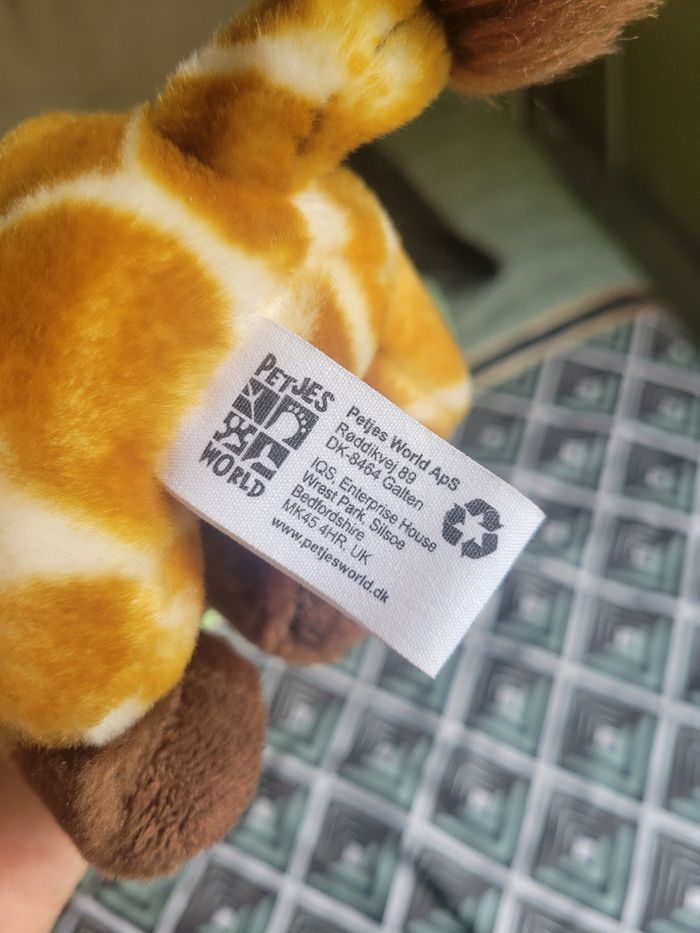 PETJES
WORLD
Petjes World ApS
Røddikvej 89
DK-8464 Galten
IQS, Enterprise House
Wrest Park, Silsoe
Bedfordshire
MK45 4HR. UK
www.petjesworld.dk